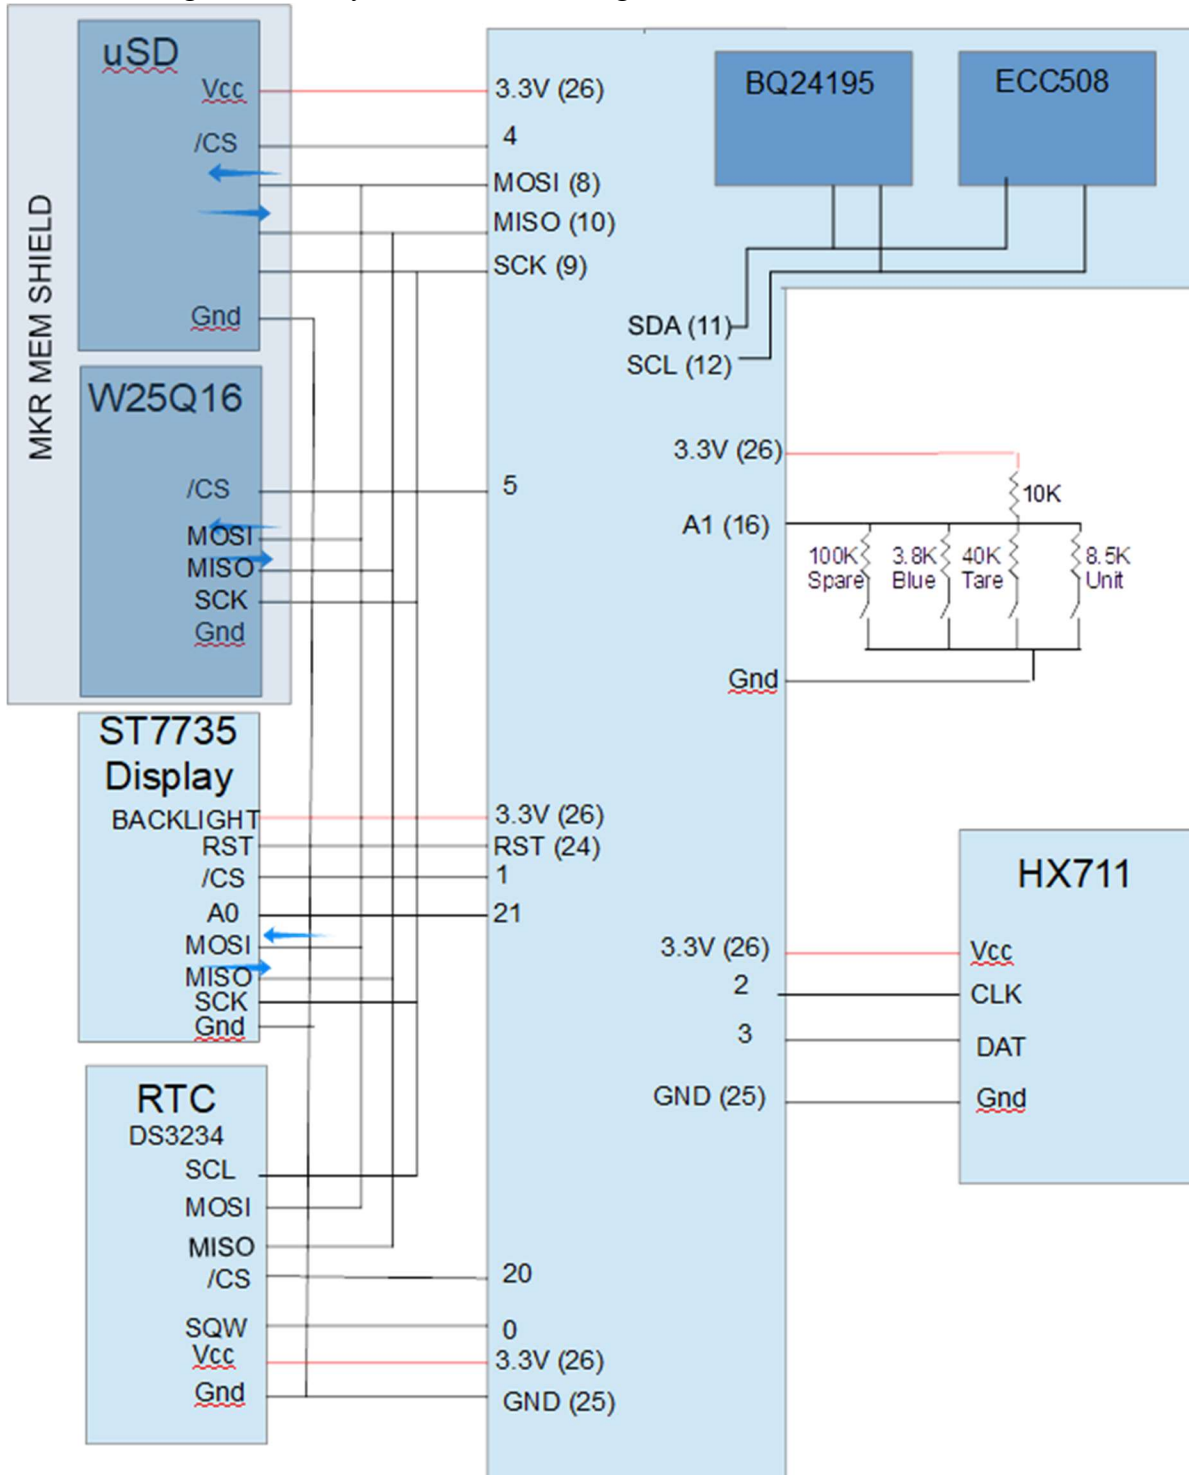 MKR MEM SHIELD
uSD
Vcc
/CS
Gnd
W25Q16
/CS
MOSI
MISO
SCK
Gnd
ST7735
Display
BACKLIGHT
RST
/CS
A0
MOSI
MISO
SCK
Gnd
RTC
DS3234
SCL
MOSI
MISO
/CS
SQW
Vcc
Gnd
3.3V (26)
4
MOSI (8)
MISO (10)
SCK (9)
5
3.3V (26)
RST (24)
1
21
20
0
3.3V (26)
GND (25)
BQ24195
ECC508
SDA (11)
SCL (12)
3.3V (26)
A1 (16)
Gnd
10K
100K
Spare
3.8K
Blue
40K
Tare
8.5K
Unit
3.3V (26)
2
3
GND (25)
HX711
Vcc
CLK
DAT
Gnd